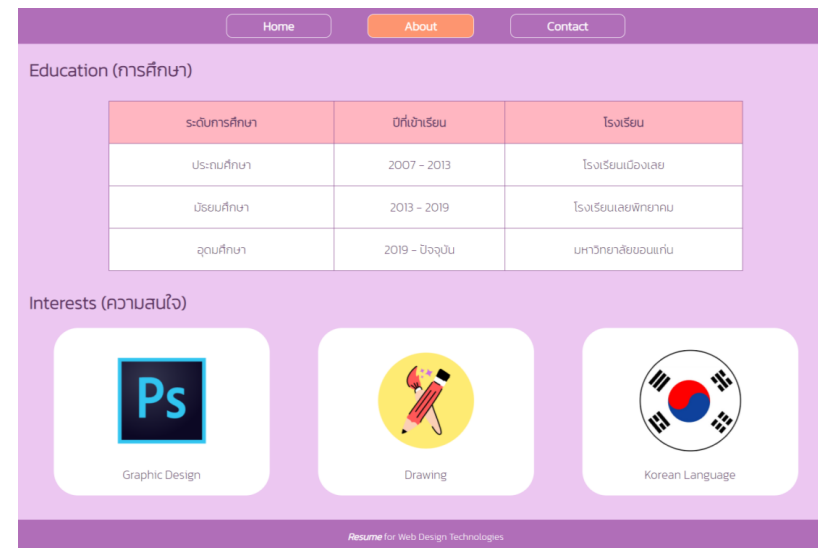 Home About Contact
Education (การศึกษา)
ระดับการศึกษา ปีที่เข้าเรียน โรงเรียน
ประถมศึกษา 2007 - 2013 โรงเรียนเมืองเลย
มัธยมศึกษา 2013 - 2019 โรงเรียนเลยพิทยาคม
อุดมศึกษา 2019 - ปัจจุบัน มหาวิทยาลัยขอนแก่น
Interests (ความสนใจ)
Ps
Graphic Design Drawing Korean Language
Resume for Web Design Technologies